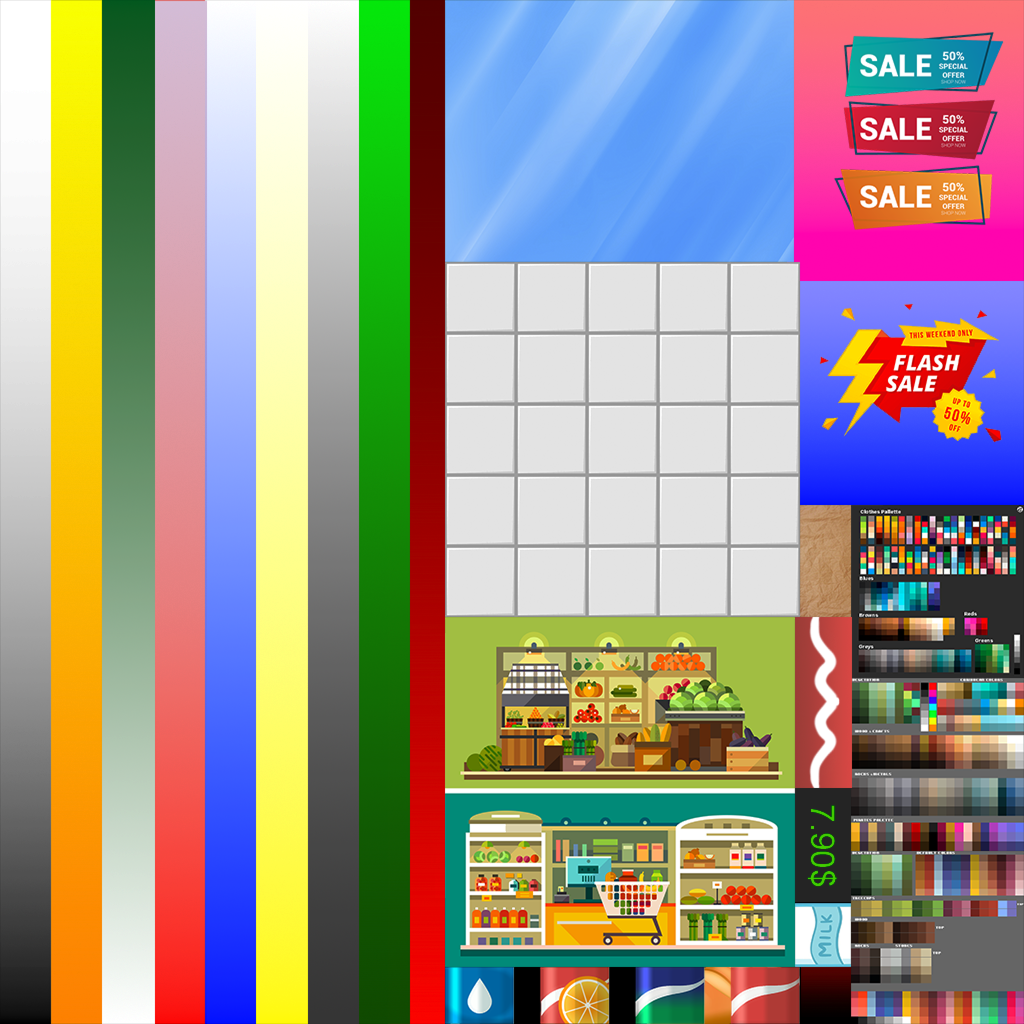 SALE
50%
SPECIAL
OFFER
SHOP NOW
SALE
50%
SPECIAL
OFFER
SHOP NOW
SALE
50%
SPECIAL
OFFER
SHOP NOW
THIS WEEKEND ONLY
FLASH
SALE
UP TO
50%
OFF
Clothes Pallette
Blues
Browns
Reds
Greens
Greys
7.90$
MILK